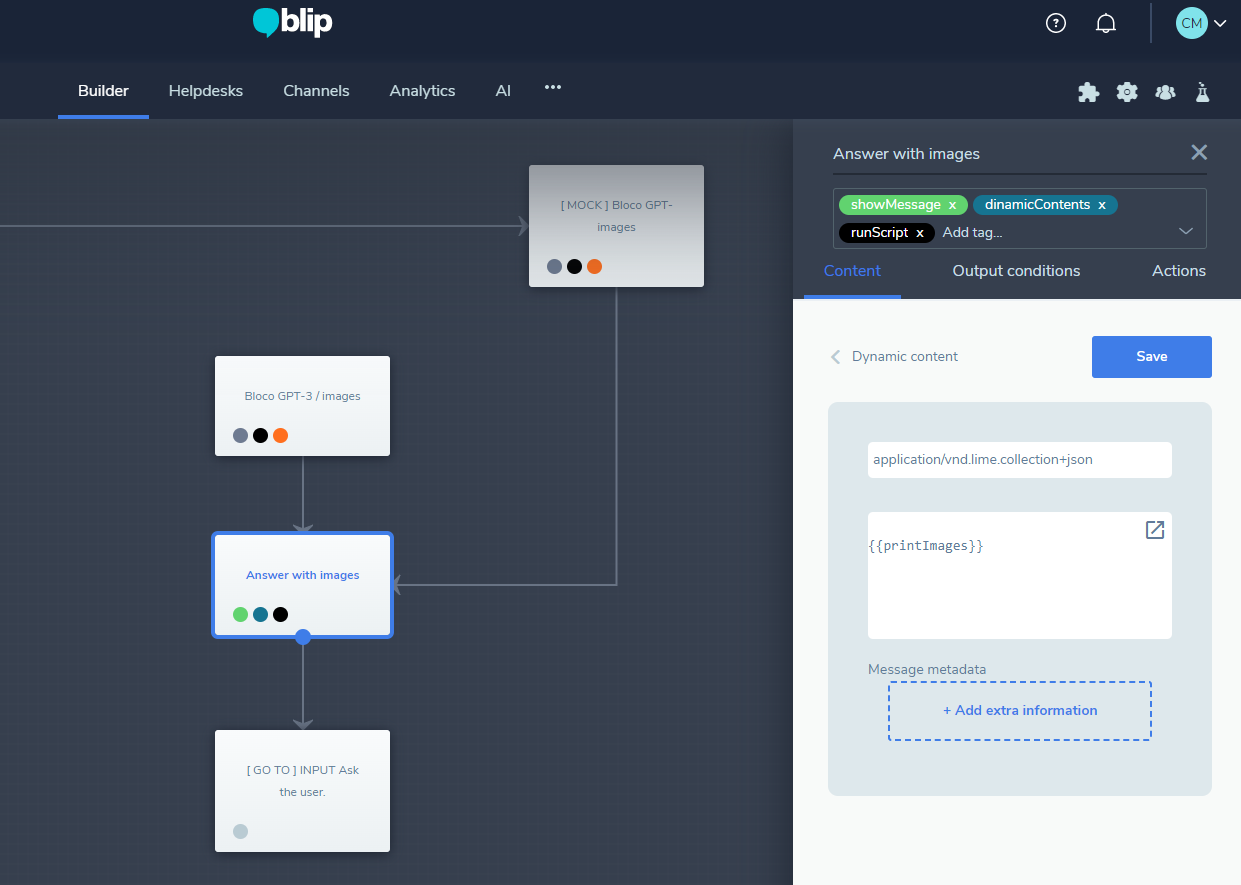 blip
?
CM
Builder
Helpdesks
Channels
Analytics
AI
[ MOCK ] Bloco GPT-
images
Bloco GPT-3 / images
Answer with images
[ GO TO ] INPUT Ask
the user.
Answer with images
showMessage x
dinamicContents x
runScript x
Add tag...
Content
Output conditions
Actions
Dynamic content
Save
application/vnd.lime.collection+json
{{printImages}}
Message metadata
+ Add extra information